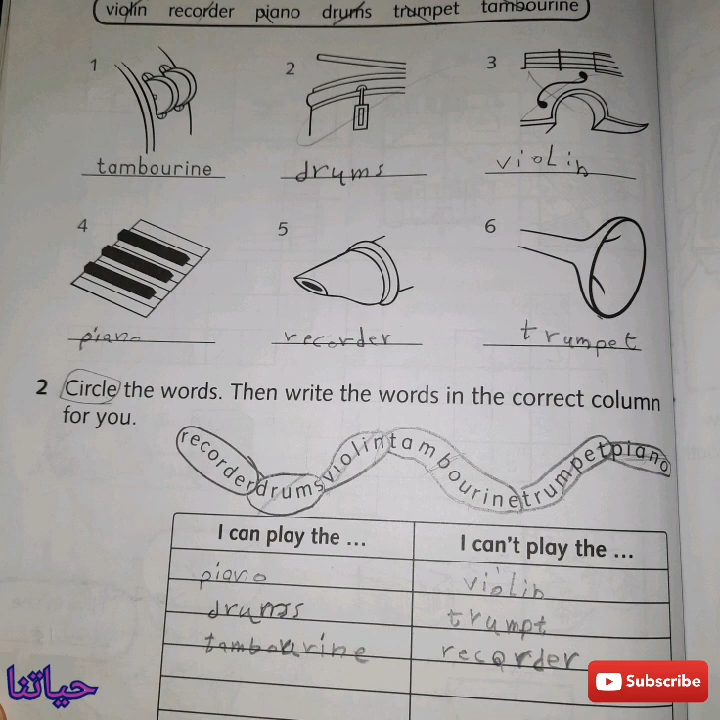 violin recorder piano drums trumpet tambourine
1 2 3
tambourine drums violin
4 5 6
piano recorder trumpet
2 Circle the words. Then write the words in the correct column
for you.
recorderdrumsviolintambourinetrumpetpiano
I can play the ... I can't play the ...
piano violin
drums trumpt
tambourine recorder
حياتنا Subscribe